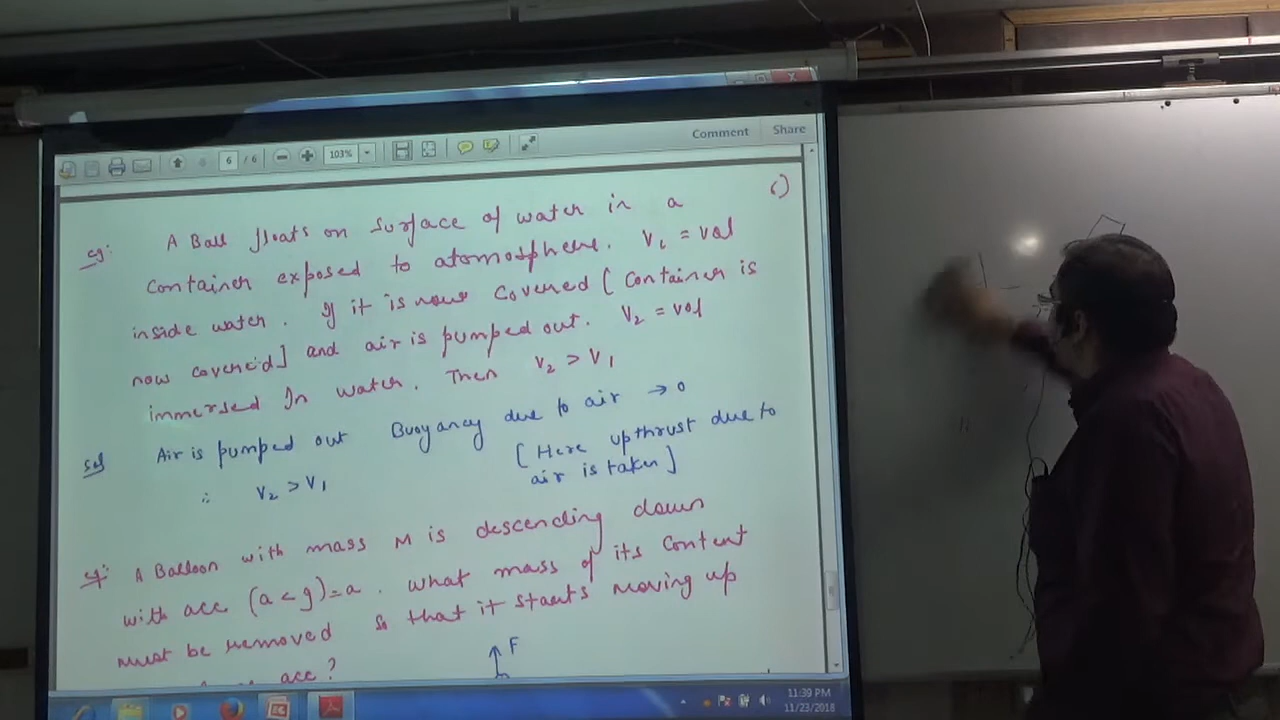 Comment Share
6 / 6 103%
eg: A Ball floats on surface of water in a
container exposed to atomosphere. V1 = vol
inside water. If it is now covered [container is
now covered] and air is pumped out. V2 = vol
immersed in water. Then V2 > V1
sol Air is pumped out Buoyancy due to air → 0
∴ V2 > V1 [Here upthrust due to
air is taken]
eg: A Balloon with mass M is descending down
with acc (a < g) = a. What mass of its content
must be removed so that it starts moving up
acc?
F
11:39 PM
11/23/2018